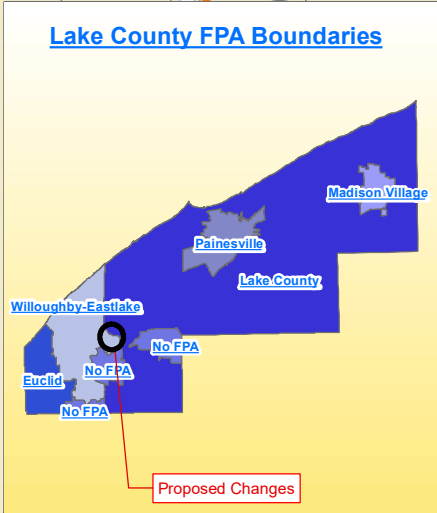 Lake County FPA Boundaries
Madison Village
Painesville
Lake County
Willoughby-Eastlake
No FPA
No FPA
Euclid
No FPA
Proposed Changes